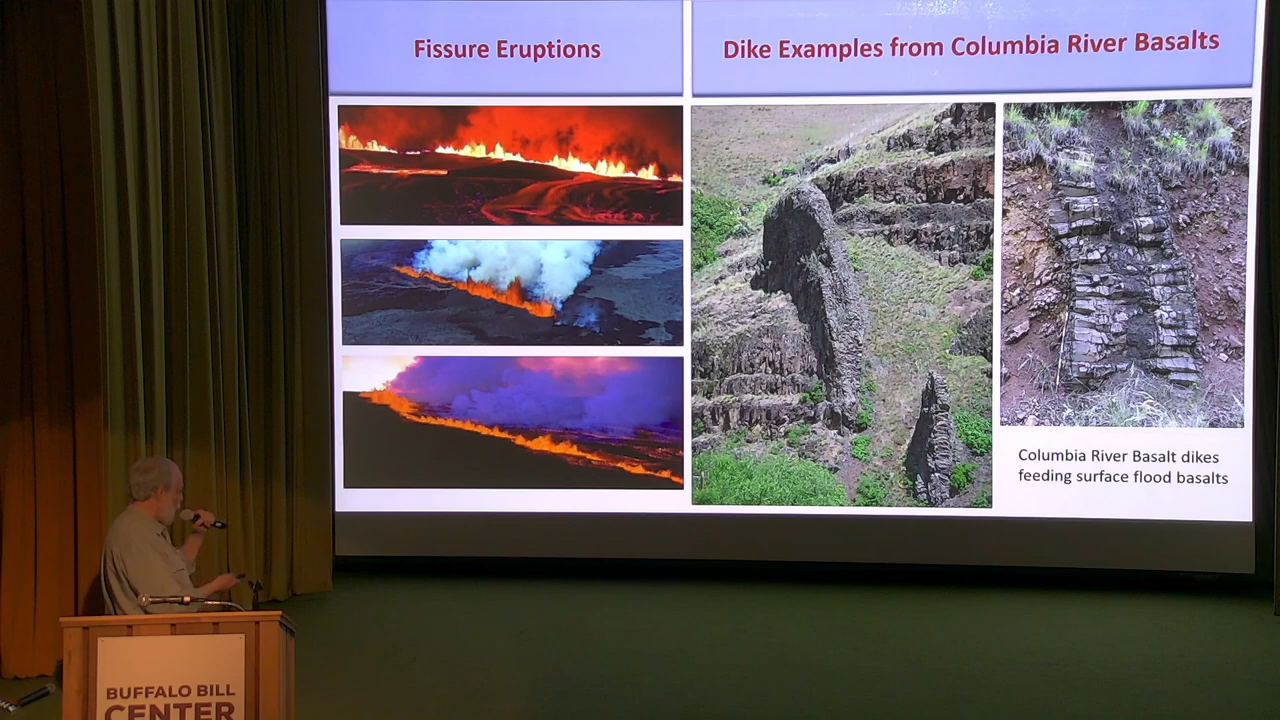 Fissure Eruptions
Dike Examples from Columbia River Basalts
Columbia River Basalt dikes
feeding surface flood basalts
BUFFALO BILL
CENTER